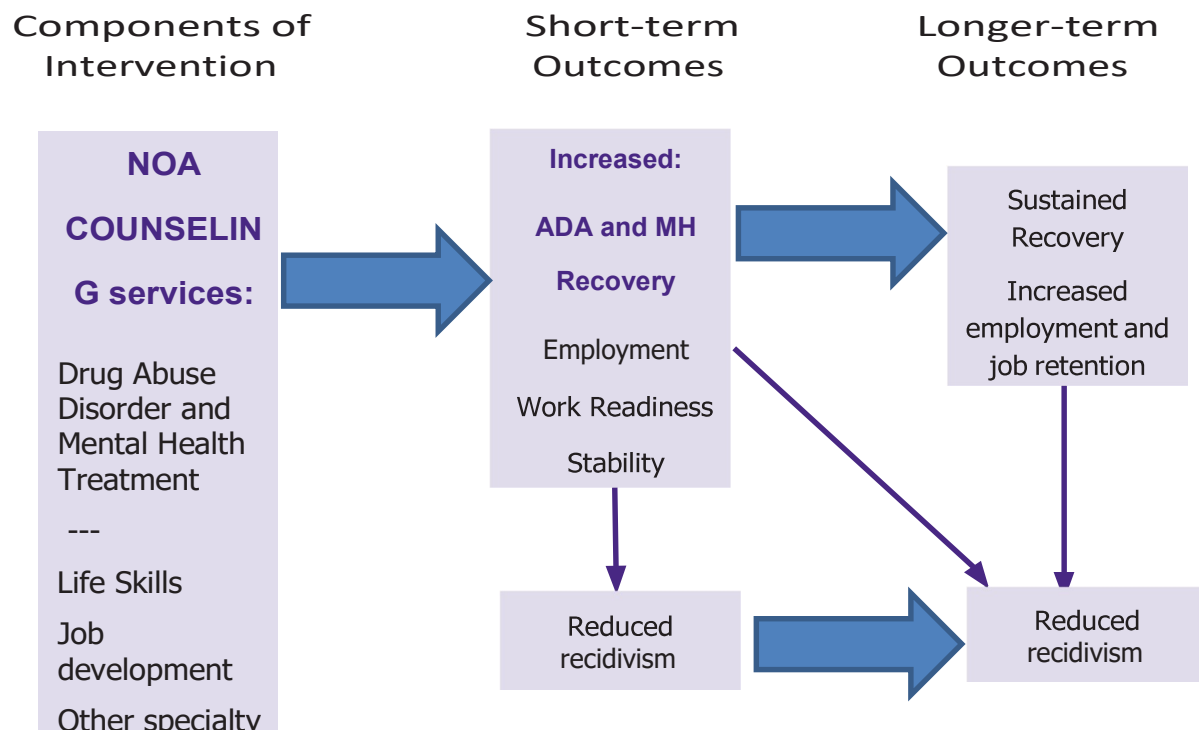 Components of
Intervention
Short-term
Outcomes
Longer-term
Outcomes
NOA
COUNSELIN
G services:
Drug Abuse
Disorder and
Mental Health
Treatment
---
Life Skills
Job
development
Other specialty
Increased:
ADA and MH
Recovery
Employment
Work Readiness
Stability
Reduced
recidivism
Sustained
Recovery
Increased
employment and
job retention
Reduced
recidivism